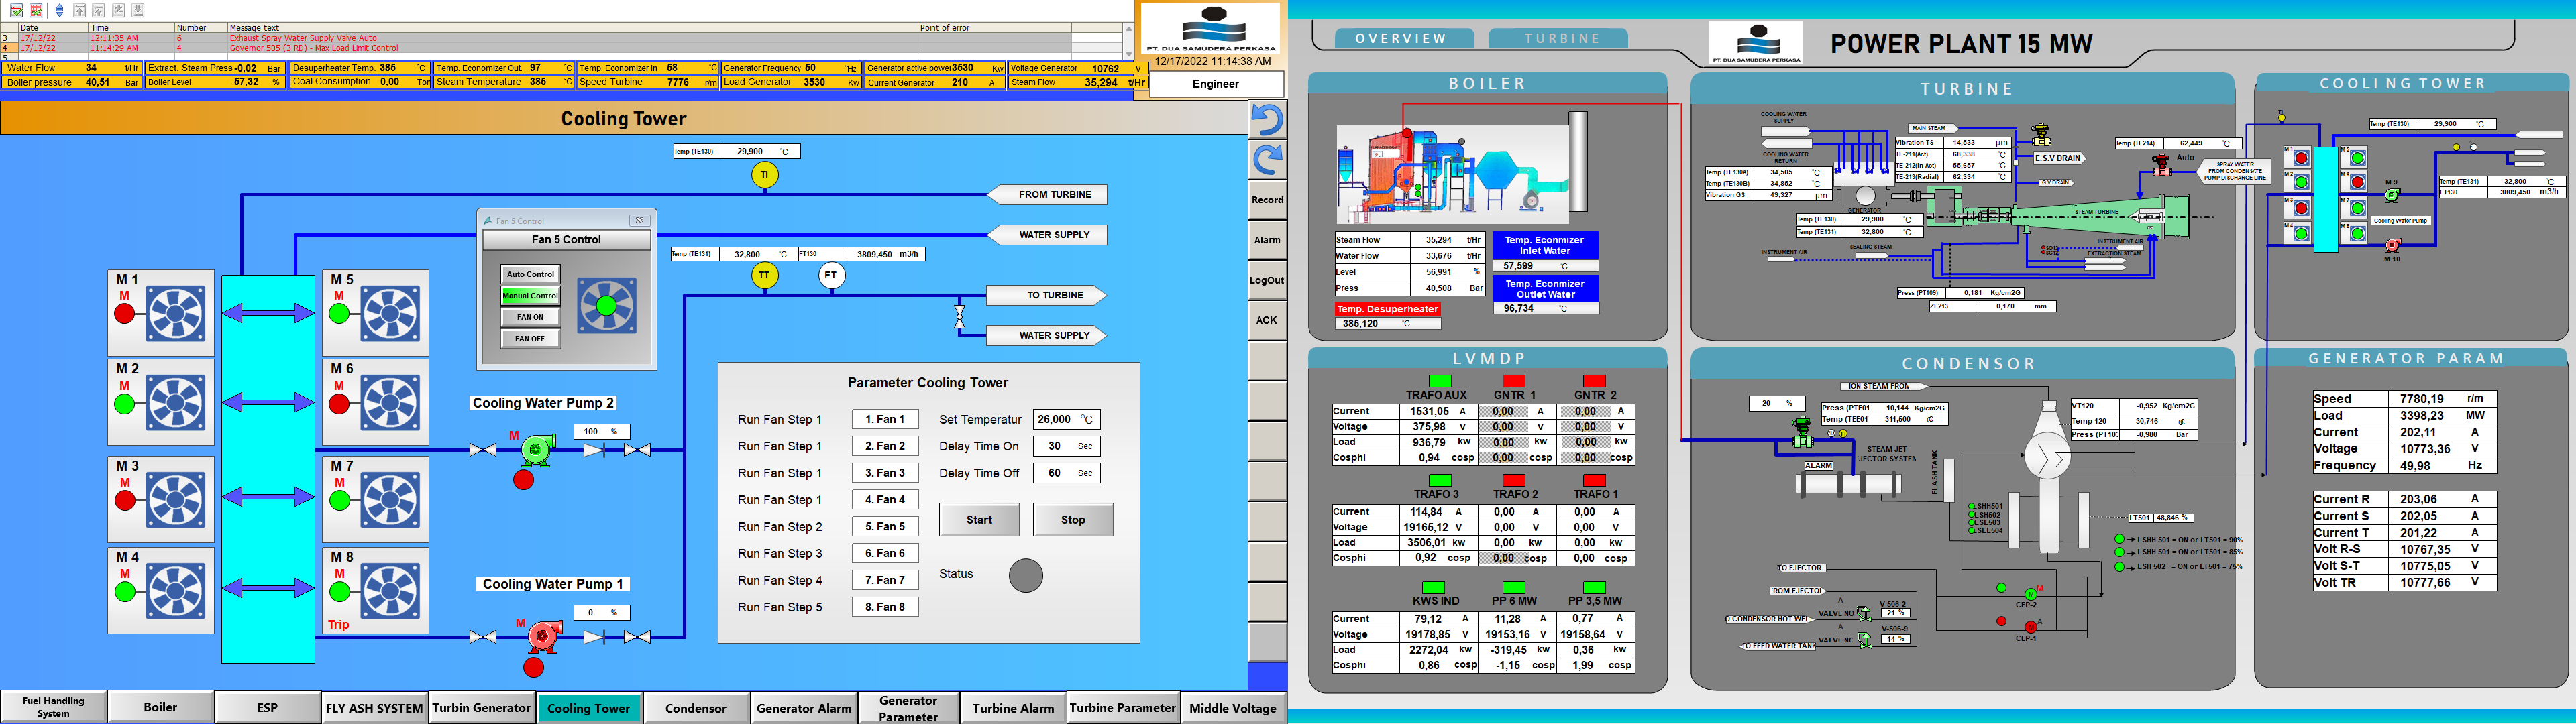 Date Time Number Message text Point of error
3 17/12/22 12:11:35 AM 6 Exhaust Spray Water Supply Valve Auto
4 17/12/22 11:14:29 AM 4 Governor 505 (3 RD) - Max Load Limit Control
5
PT. DUA SAMUDERA PERKASA
12/17/2022 11:14:38 AM
Engineer
Water Flow 34 t/Hr Extract. Steam Press -0,02 Bar Desuperheater Temp. 385 °C Temp. Economizer Out. 97 °C Temp. Economizer In 58 °C Generator Frequency 50 Hz Generator active power 3530 Kw Voltage Generator 10762 V
Boiler pressure 40,51 Bar Boiler Level 57,32 % Coal Consumption 0,00 Ton Steam Temperature 385 °C Speed Turbine 7776 r/m Load Generator 3530 Kw Current Generator 210 A Steam Flow 35,294 t/Hr
Cooling Tower
Temp (TE130) 29,900 °C
TI
FROM TURBINE
WATER SUPPLY
Temp (TE131) 32,800 °C FT130 3809,450 m3/h
TT
FT
TO TURBINE
WATER SUPPLY
Fan 5 Control
Fan 5 Control
Auto Control
Manual Control
FAN ON
FAN OFF
M 1
M
M 2
M
M 3
M
M 4
M
M 5
M
M 6
M
M 7
M
M 8
M
Trip
Cooling Water Pump 2
M
100 %
Cooling Water Pump 1
M
0 %
Parameter Cooling Tower
Run Fan Step 1 1. Fan 1 Set Temperatur 26,000 °C
Run Fan Step 1 2. Fan 2 Delay Time On 30 Sec
Run Fan Step 1 3. Fan 3 Delay Time Off 60 Sec
Run Fan Step 1 4. Fan 4
Run Fan Step 2 5. Fan 5 Start Stop
Run Fan Step 3 6. Fan 6
Run Fan Step 4 7. Fan 7 Status
Run Fan Step 5 8. Fan 8
Record
Alarm
LogOut
ACK
Fuel Handling System
Boiler
ESP
FLY ASH SYSTEM
Turbin Generator
Cooling Tower
Condensor
Generator Alarm
Generator Parameter
Turbine Alarm
Turbine Parameter
Middle Voltage
OVERVIEW
TURBINE
PT. DUA SAMUDERA PERKASA
POWER PLANT 15 MW
BOILER
Steam Flow 35,294 t/Hr
Water Flow 33,676 t/Hr
Level 56,991 %
Press 40,508 Bar
Temp. Desuperheater
385,120 °C
Temp. Econmizer
Inlet Water
57,599 °C
Temp. Econmizer
Outlet Water
96,734 °C
TURBINE
COOLING WATER
SUPPLY
COOLING WATER
RETURN
Temp (TE130A) 34,505 °C
Temp (TE130B) 34,852 °C
Vibration GS 49,327 µm
MAIN STEAM
Vibration TS 14,533 µm
TE-211(Act) 68,338 °C
TE-212(in-Act) 55,657 °C
TE-213(Radial) 62,334 °C
E.S.V DRAIN
G.V DRAIN
Temp (TE214) 62,449 °C
Auto
SPRAY WATER
FROM CONDENSATE
PUMP DISCHARGE LINE
GENERATOR
Temp (TE130) 29,900 °C
Temp (TE131) 32,800 °C
STEAM TURBINE
SEALING STEAM
INSTRUMENT AIR
INSTRUMENT AIR
EXTRACTION STEAM
Press (PT109) 0,181 Kg/cm2G
ZE213 0,170 mm
COOLING TOWER
TI
Temp (TE130) 29,900 °C
M 1
M 2
M 3
M 4
M 5
M 6
M 7
M 8
M 9
Cooling Water Pump
M 10
Temp (TE131) 32,800 °C
FT130 3809,450 m3/h
LVMDP
TRAFO AUX GNTR 1 GNTR 2
Current 1531,05 A 0,00 A 0,00 A
Voltage 375,98 V 0,00 V 0,00 V
Load 936,79 kw 0,00 kw 0,00 kw
Cosphi 0,94 cosp 0,00 cosp 0,00 cosp
TRAFO 3 TRAFO 2 TRAFO 1
Current 114,84 A 0,00 A 0,00 A
Voltage 19165,12 V 0,00 V 0,00 V
Load 3506,01 kw 0,00 kw 0,00 kw
Cosphi 0,92 cosp 0,00 cosp 0,00 cosp
KWS IND PP 6 MW PP 3,5 MW
Current 79,12 A 11,28 A 0,77 A
Voltage 19178,85 V 19153,16 V 19158,64 V
Load 2272,04 kw -319,45 kw 0,36 kw
Cosphi 0,86 cosp -1,15 cosp 1,99 cosp
CONDENSOR
ION STEAM FROM
20 %
Press (PTE01 10,144 Kg/cm2G
Temp (TEE01 311,500 °C
VT120 -0,952 Kg/cm2G
Temp 120 30,746 °C
Press (PT103 -0,980 Bar
STEAM JET
JECTOR SYSTEM
ALARM
FLASH TANK
LSHH501
LSH502
LSL503
LSLL504
LT501 48,846 %
LSHH 501 = ON or LT501 = 90%
LSHH 501 = ON or LT501 = 85%
LSH 502 = ON or LT501 = 75%
TO EJECTOR
ROM EJECTOR
A
VALVE NO
V-506-2
21 %
O CONDENSOR HOT WEL
A
V-506-9
14 %
TO FEED WATER TANK
M
CEP-2
A
CEP-1
GENERATOR PARAM
Speed 7780,19 r/m
Load 3398,23 MW
Current 202,11 A
Voltage 10773,36 V
Frequency 49,98 Hz
Current R 203,06 A
Current S 202,05 A
Current T 201,22 A
Volt R-S 10767,35 V
Volt S-T 10775,05 V
Volt TR 10777,66 V